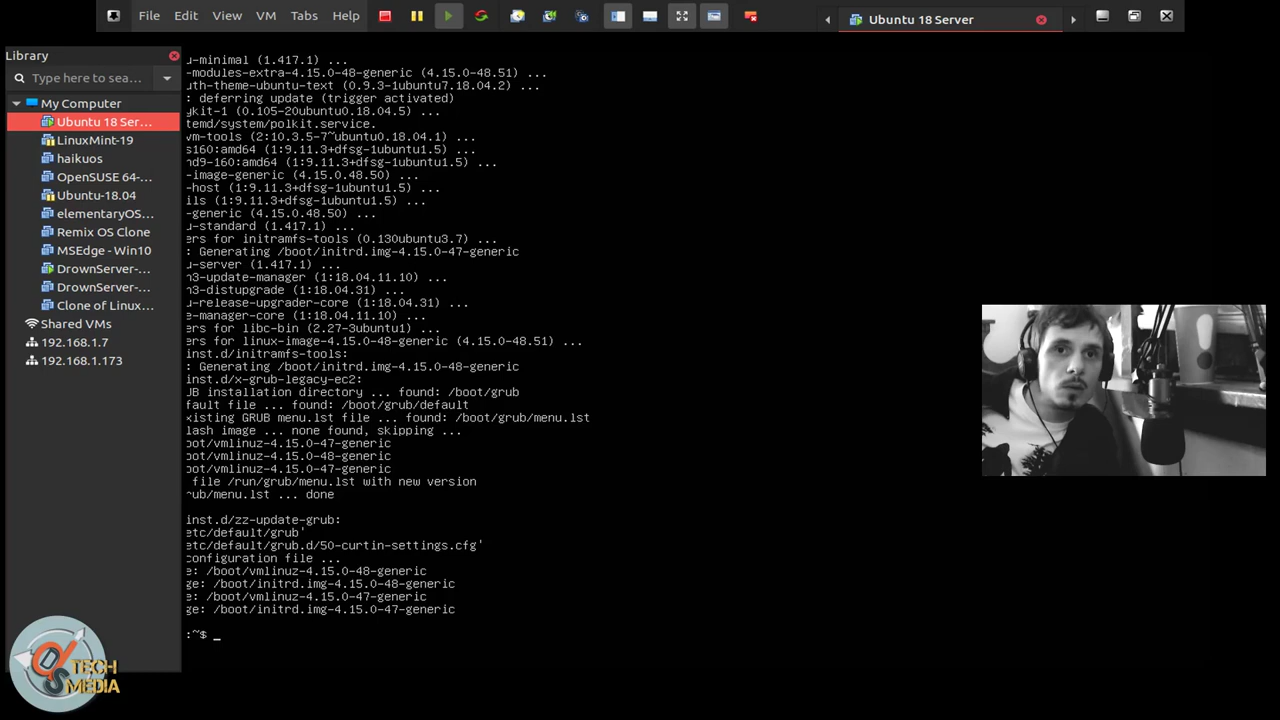 File Edit View VM Tabs Help
Ubuntu 18 Server
Library
Type here to sea...
My Computer
Ubuntu 18 Ser...
LinuxMint-19
haikuos
OpenSUSE 64-...
Ubuntu-18.04
elementaryOS...
Remix OS Clone
MSEdge - Win10
DrownServer-...
DrownServer-...
Clone of Linux...
Shared VMs
192.168.1.7
192.168.1.173
u-minimal (1.417.1) ...
-modules-extra-4.15.0-48-generic (4.15.0-48.51) ...
uth-theme-ubuntu-text (0.9.3-1ubuntu7.18.04.2) ...
: deferring update (trigger activated)
ykit-1 (0.105-20ubuntu0.18.04.5) ...
temd/system/polkit.service.
vm-tools (2:10.3.5-7~ubuntu0.18.04.1) ...
s160:amd64 (1:9.11.3+dfsg-1ubuntu1.5) ...
nd9-160:amd64 (1:9.11.3+dfsg-1ubuntu1.5) ...
-image-generic (4.15.0.48.50) ...
-host (1:9.11.3+dfsg-1ubuntu1.5) ...
ils (1:9.11.3+dfsg-1ubuntu1.5) ...
-generic (4.15.0.48.50) ...
u-standard (1.417.1) ...
ers for initramfs-tools (0.130ubuntu3.7) ...
: Generating /boot/initrd.img-4.15.0-47-generic
u-server (1.417.1) ...
n3-update-manager (1:18.04.11.10) ...
n3-distupgrade (1:18.04.31) ...
u-release-upgrader-core (1:18.04.31) ...
e-manager-core (1:18.04.11.10) ...
ers for libc-bin (2.27-3ubuntu1) ...
ers for linux-image-4.15.0-48-generic (4.15.0-48.51) ...
inst.d/initramfs-tools:
: Generating /boot/initrd.img-4.15.0-48-generic
inst.d/x-grub-legacy-ec2:
UB installation directory ... found: /boot/grub
fault file ... found: /boot/grub/default
xisting GRUB menu.lst file ... found: /boot/grub/menu.lst
lash image ... none found, skipping ...
oot/vmlinuz-4.15.0-47-generic
oot/vmlinuz-4.15.0-48-generic
oot/vmlinuz-4.15.0-47-generic
file /run/grub/menu.lst with new version
rub/menu.lst ... done
inst.d/zz-update-grub:
etc/default/grub'
etc/default/grub.d/50-curtin-settings.cfg'
configuration file ...
e: /boot/vmlinuz-4.15.0-48-generic
ge: /boot/initrd.img-4.15.0-48-generic
e: /boot/vmlinuz-4.15.0-47-generic
ge: /boot/initrd.img-4.15.0-47-generic
:~$ _
TECH
MEDIA